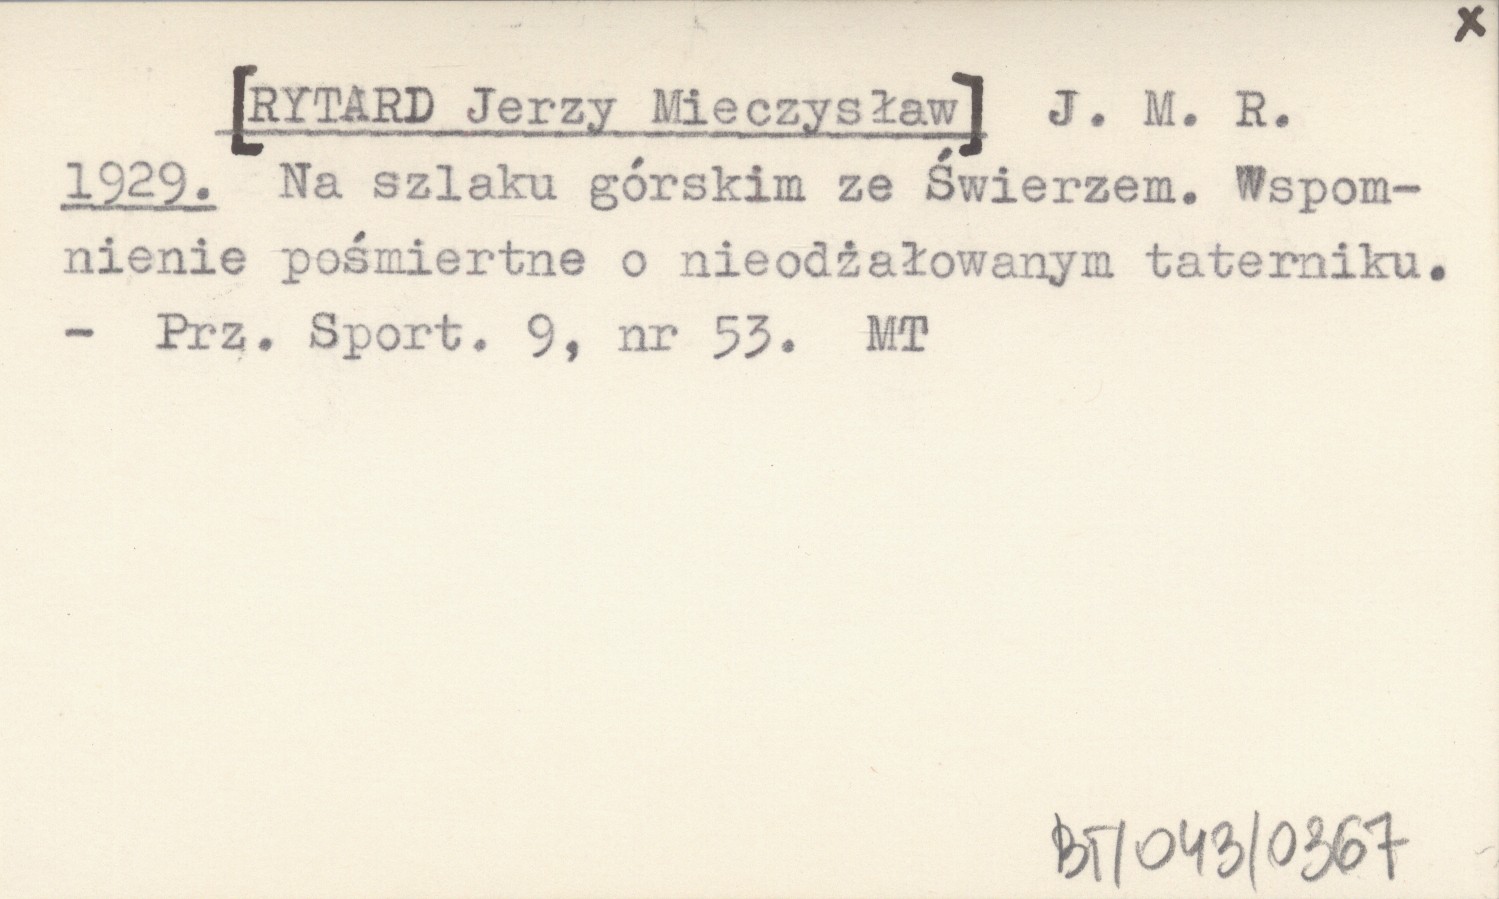 x
[RYTARD Jerzy Mieczysław] J. M. R.
1929. Na szlaku górskim ze Świerzem. Wspom-
nienie pośmiertne o nieodżałowanym taterniku.
- Prz. Sport. 9, nr 53. MT
BT/043/0367